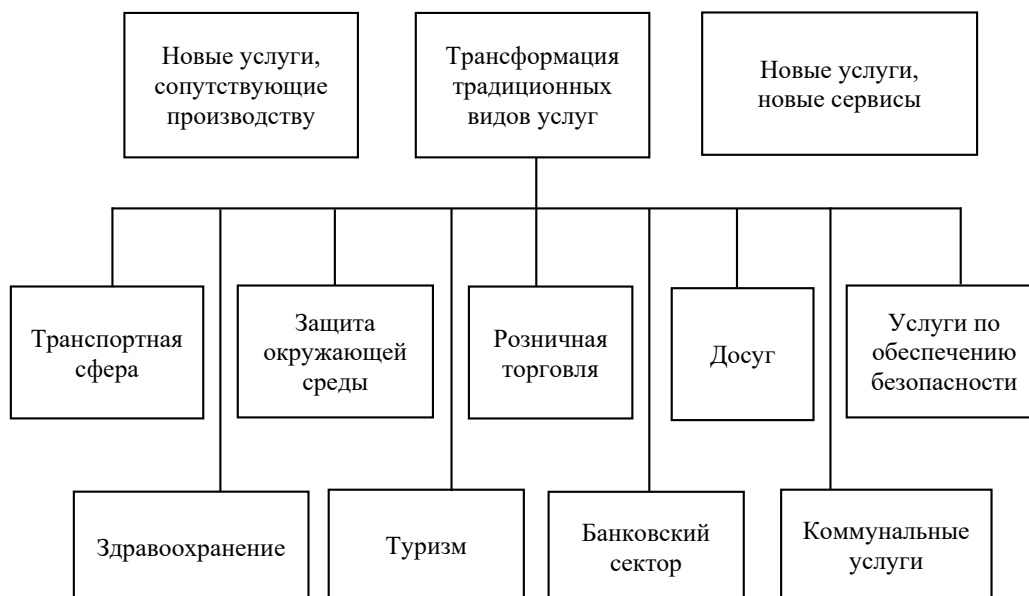 Новые услуги,
сопутствующие
производству
Трансформация
традиционных
видов услуг
Новые услуги,
новые сервисы
Транспортная
сфера
Защита
окружающей
среды
Розничная
торговля
Досуг
Услуги по
обеспечению
безопасности
Здравоохранение
Туризм
Банковский
сектор
Коммунальные
услуги